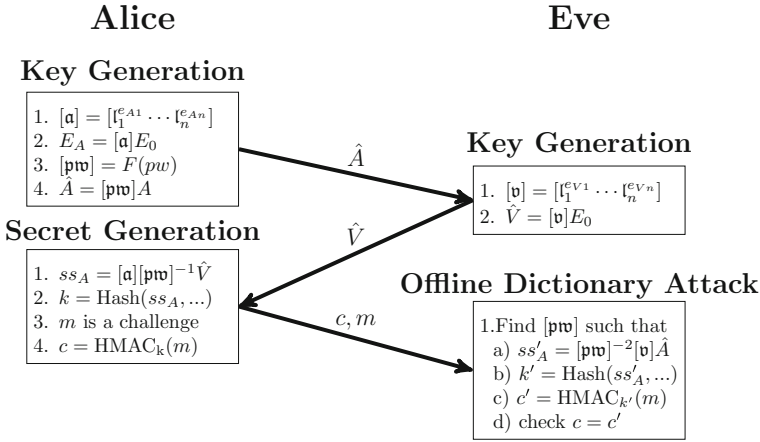 Alice
Eve
Key Generation
1. [𝔞] = [𝔩₁^{e_{A1}} ⋯ 𝔩ₙ^{e_{An}}]
2. E_A = [𝔞]E₀
3. [𝔭𝔴] = F(pw)
4. Â = [𝔭𝔴]A
Â
Key Generation
1. [𝔳] = [𝔩₁^{e_{V1}} ⋯ 𝔩ₙ^{e_{Vn}}]
2. V̂ = [𝔳]E₀
V̂
Secret Generation
1. ss_A = [𝔞][𝔭𝔴]⁻¹V̂
2. k = Hash(ss_A, ...)
3. m is a challenge
4. c = HMAC_k(m)
c, m
Offline Dictionary Attack
1.Find [𝔭𝔴] such that
a) ss′_A = [𝔭𝔴]⁻²[𝔳]Â
b) k′ = Hash(ss′_A, ...)
c) c′ = HMAC_{k′}(m)
d) check c = c′